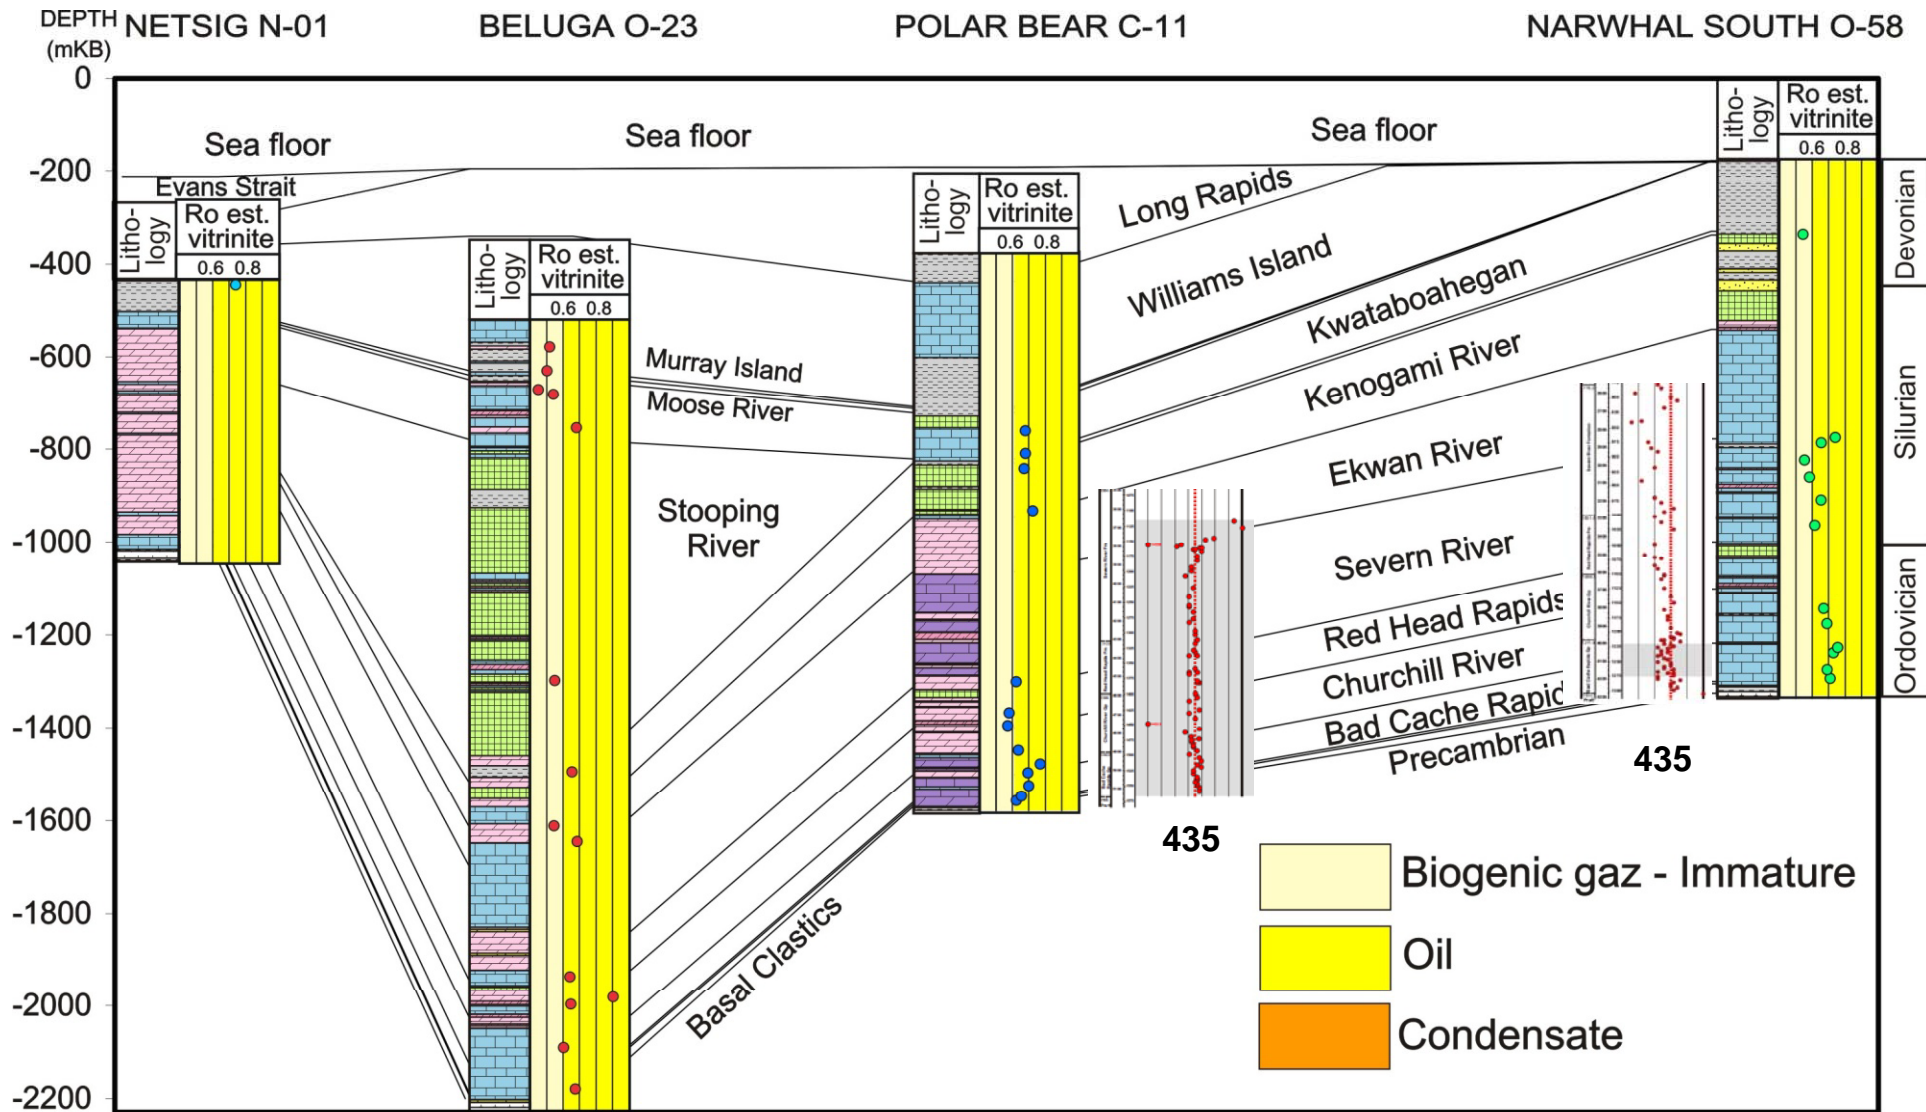 DEPTH
(mKB)
NETSIG N-01
BELUGA O-23
POLAR BEAR C-11
NARWHAL SOUTH O-58
0
-200
-400
-600
-800
-1000
-1200
-1400
-1600
-1800
-2000
-2200
Sea floor
Sea floor
Sea floor
Evans Strait
Litho-
logy
Ro est.
vitrinite
0.6 0.8
Litho-
logy
Ro est.
vitrinite
0.6 0.8
Litho-
logy
Ro est.
vitrinite
0.6 0.8
Litho-
logy
Ro est.
vitrinite
0.6 0.8
Long Rapids
Williams Island
Kwataboahegan
Kenogami River
Ekwan River
Severn River
Red Head Rapids
Churchill River
Bad Cache Rapid
Precambrian
Murray Island
Moose River
Stooping
River
Basal Clastics
Devonian
Silurian
Ordovician
435
435
Biogenic gaz - Immature
Oil
Condensate